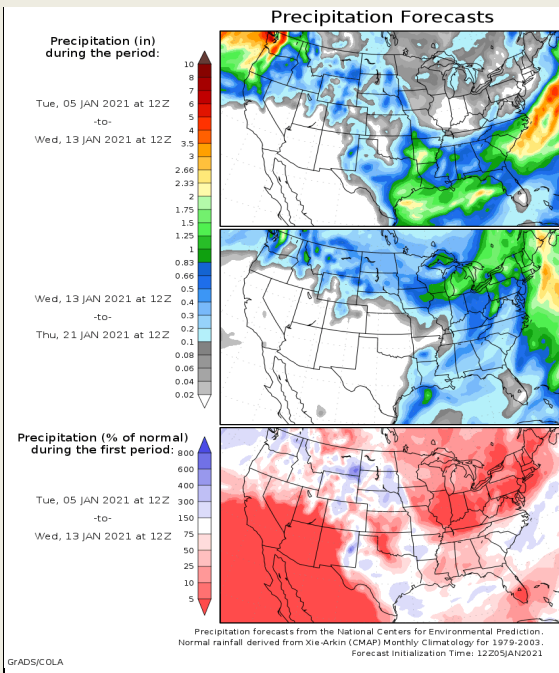 Precipitation Forecasts
Precipitation (in)
during the period:
Tue, 05 JAN 2021 at 12Z
-to-
Wed, 13 JAN 2021 at 12Z
10
8
7
6
5
4
3.5
3
2.66
2.33
2
1.75
1.5
1.25
1
0.83
0.66
0.5
0.4
0.3
0.2
0.1
0.08
0.06
0.04
0.02
Wed, 13 JAN 2021 at 12Z
-to-
Thu, 21 JAN 2021 at 12Z
Precipitation (% of normal)
during the first period:
Tue, 05 JAN 2021 at 12Z
-to-
Wed, 13 JAN 2021 at 12Z
800
600
400
300
150
75
50
25
10
5
Precipitation forecasts from the National Centers for Environmental Prediction.
Normal rainfall derived from Xie-Arkin (CMAP) Monthly Climatology for 1979-2003.
Forecast Initialization Time: 12Z05JAN2021
GrADS/COLA